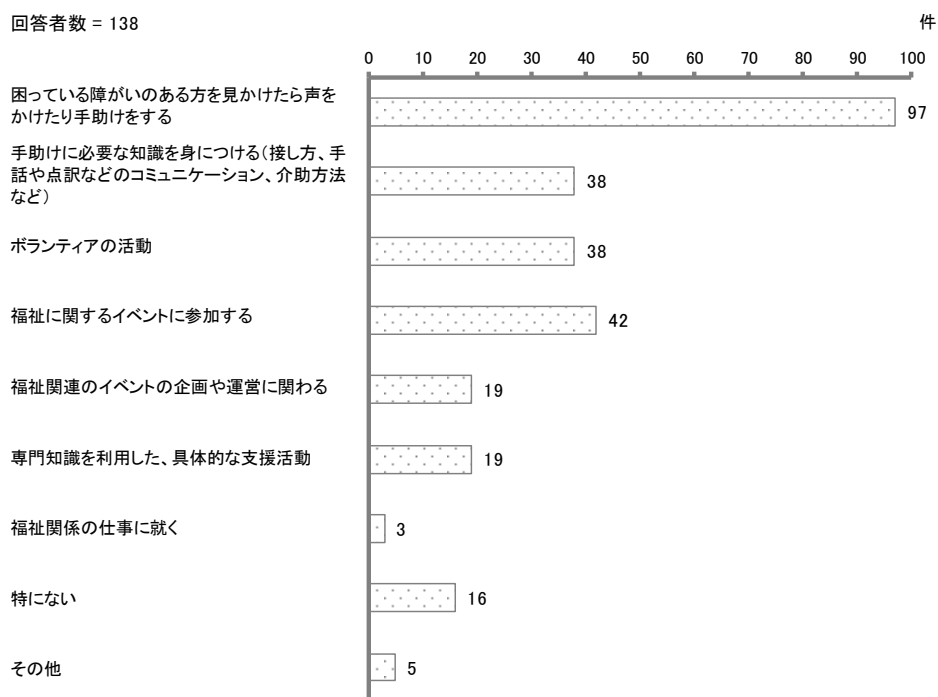 回答者数 = 138
件
0 10 20 30 40 50 60 70 80 90 100
困っている障がいのある方を見かけたら声を
かけたり手助けをする
97
手助けに必要な知識を身につける（接し方、手
話や点訳などのコミュニケーション、介助方法
など）
38
ボランティアの活動
38
福祉に関するイベントに参加する
42
福祉関連のイベントの企画や運営に関わる
19
専門知識を利用した、具体的な支援活動
19
福祉関係の仕事に就く
3
特にない
16
その他
5